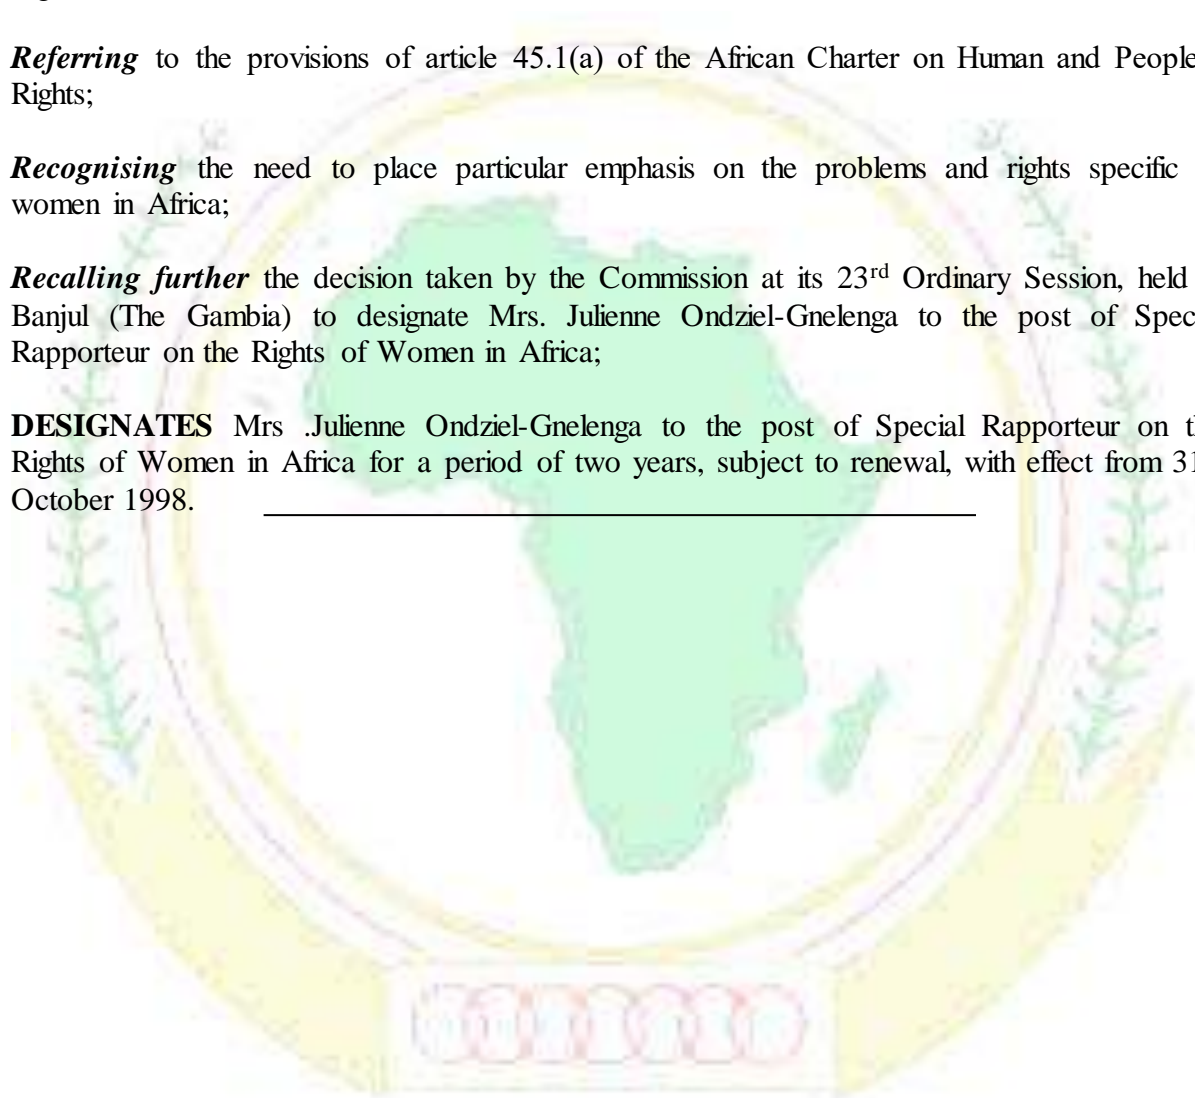 Referring to the provisions of article 45.1(a) of the African Charter on Human and People
Rights;
Recognising the need to place particular emphasis on the problems and rights specific
women in Africa;
Recalling further the decision taken by the Commission at its 23rd Ordinary Session, held
Banjul (The Gambia) to designate Mrs. Julienne Ondziel-Gnelenga to the post of Spec
Rapporteur on the Rights of Women in Africa;
DESIGNATES Mrs .Julienne Ondziel-Gnelenga to the post of Special Rapporteur on t
Rights of Women in Africa for a period of two years, subject to renewal, with effect from 31
October 1998.